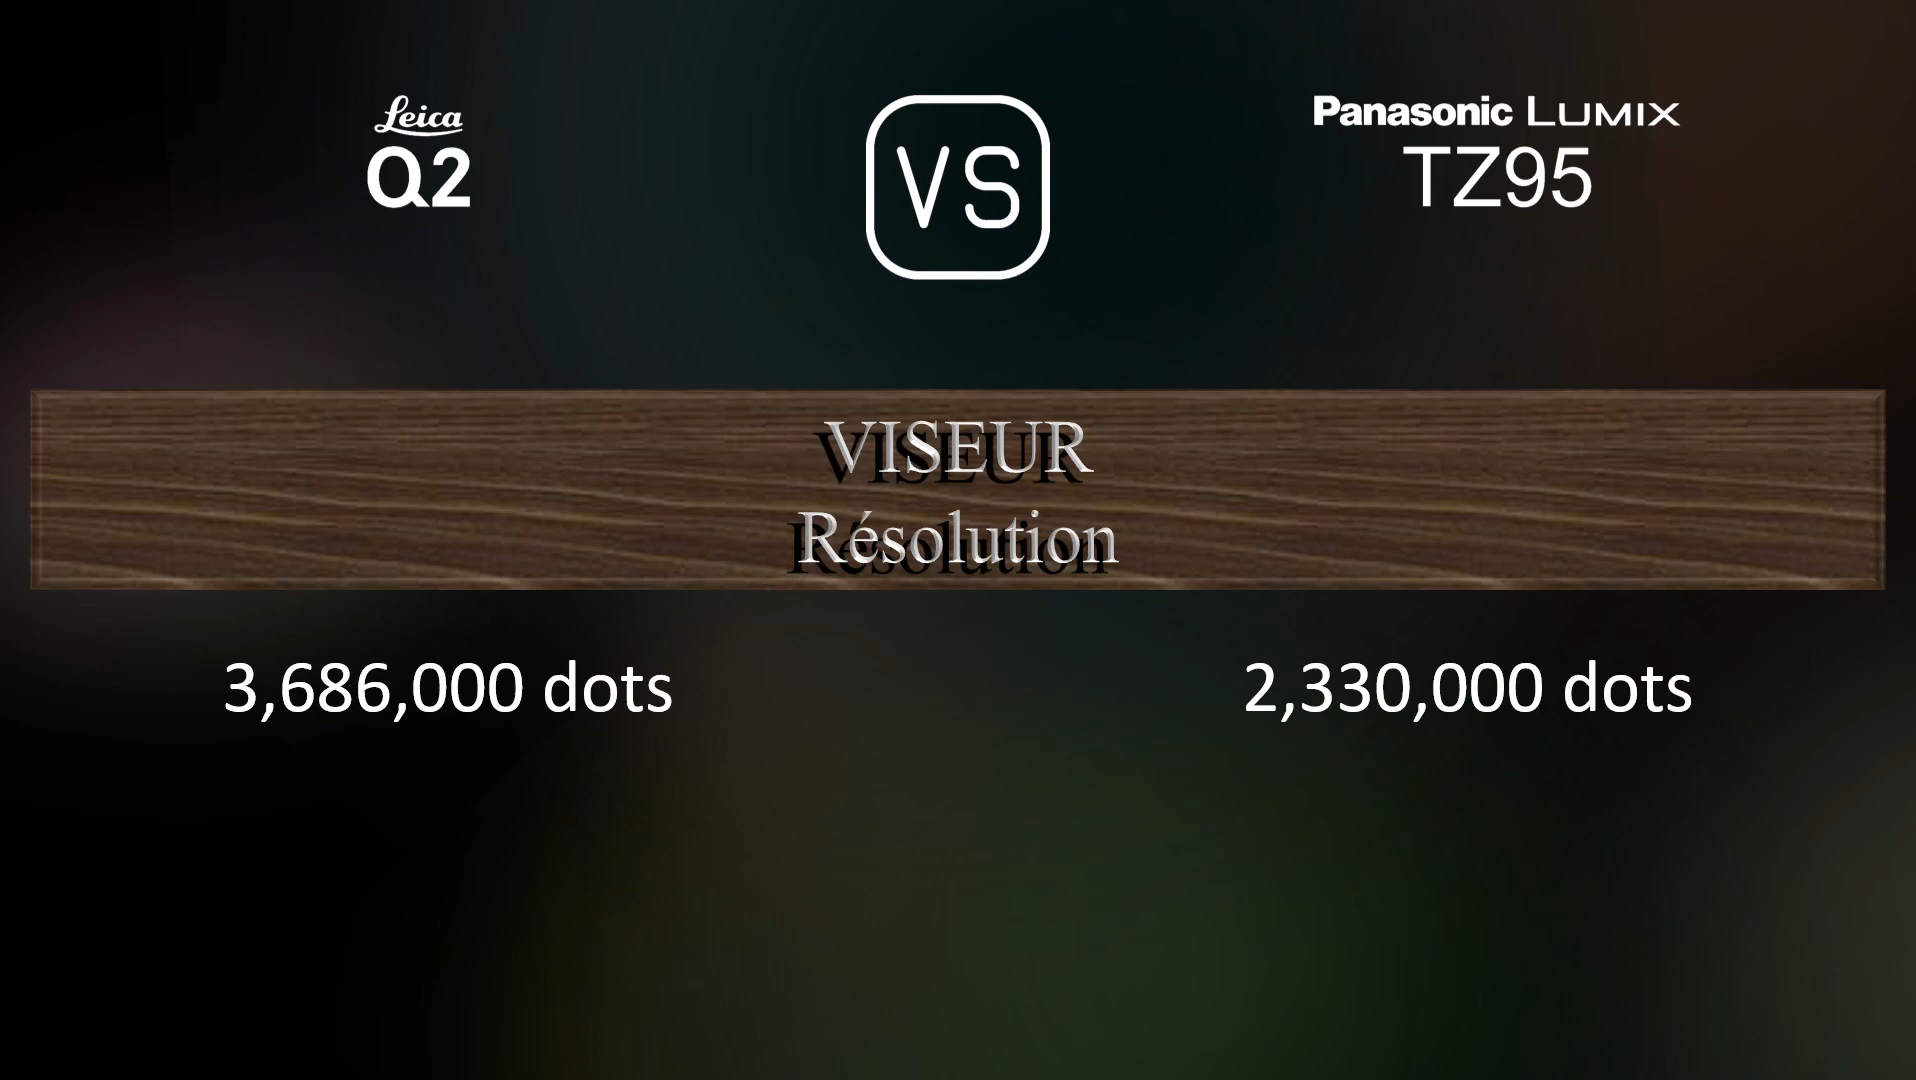 Leica
Q2
VS
Panasonic LUMIX
TZ95
VISEUR
Résolution
3,686,000 dots
2,330,000 dots